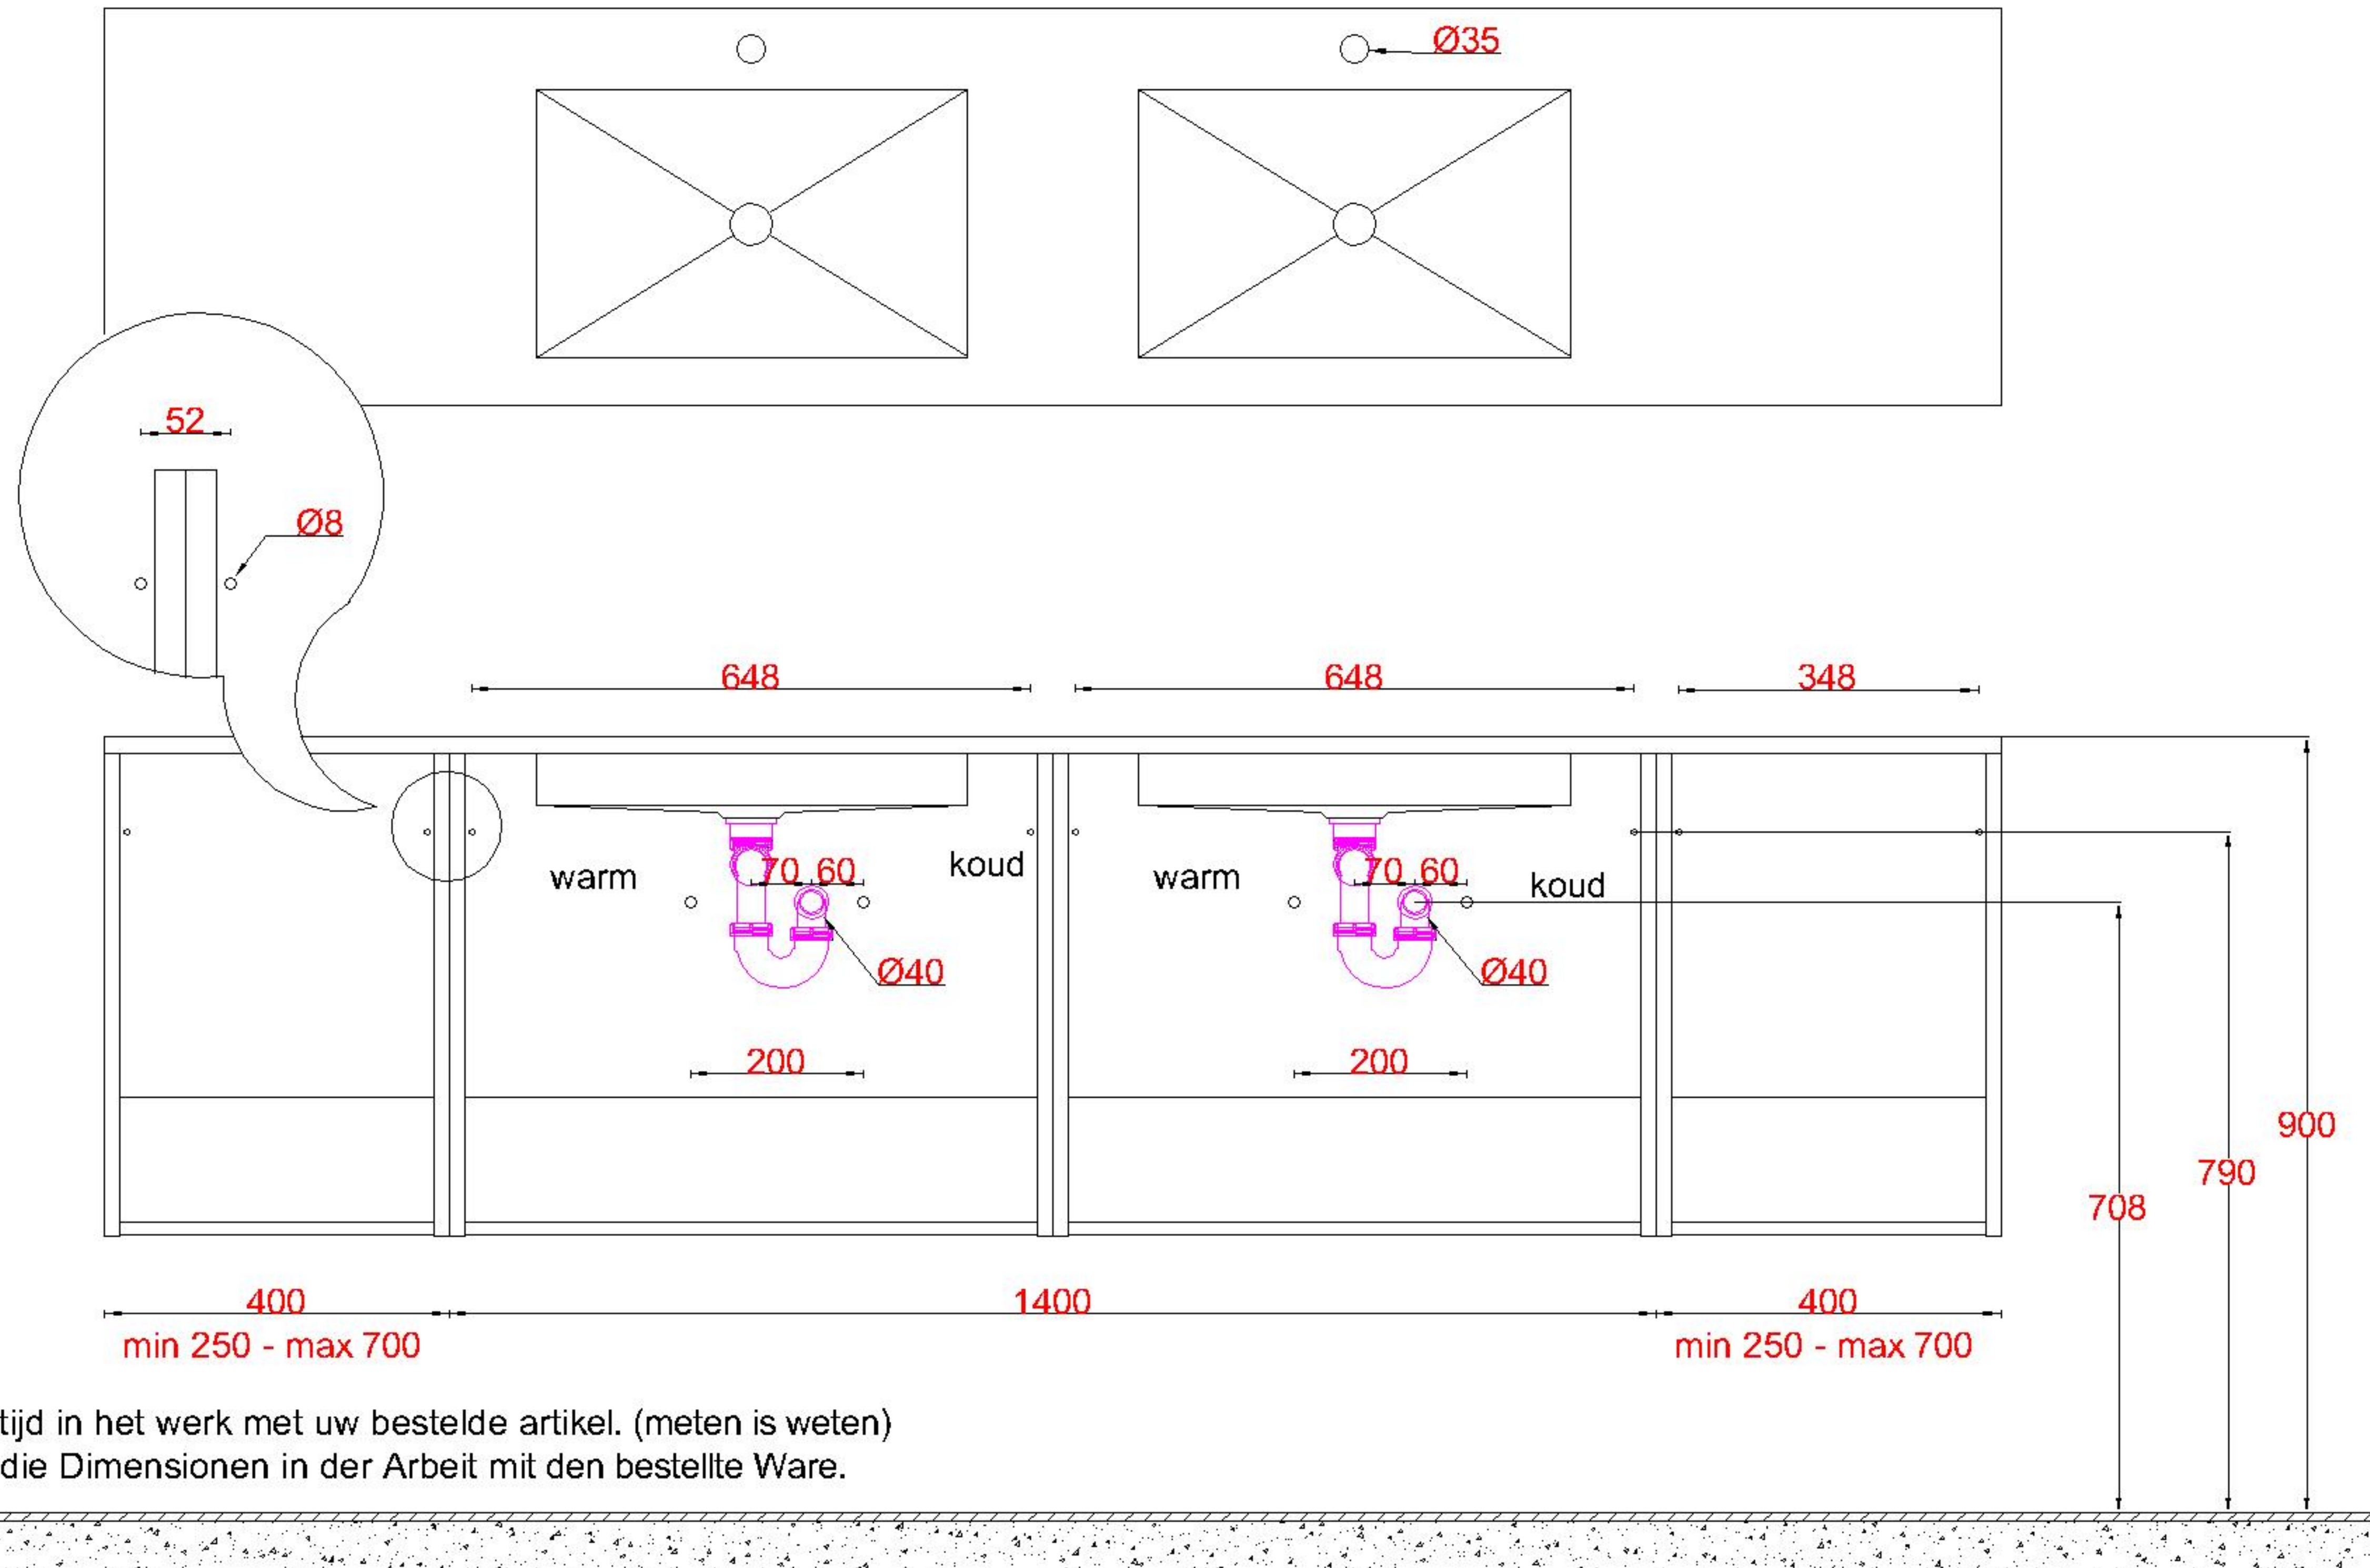 Ø35
52
Ø8
648
648
348
warm
70
60
koud
warm
70
60
koud
Ø40
Ø40
200
200
900
790
708
400
1400
400
min 250 - max 700
min 250 - max 700
tijd in het werk met uw bestelde artikel. (meten is weten)
die Dimensionen in der Arbeit mit den bestellte Ware.